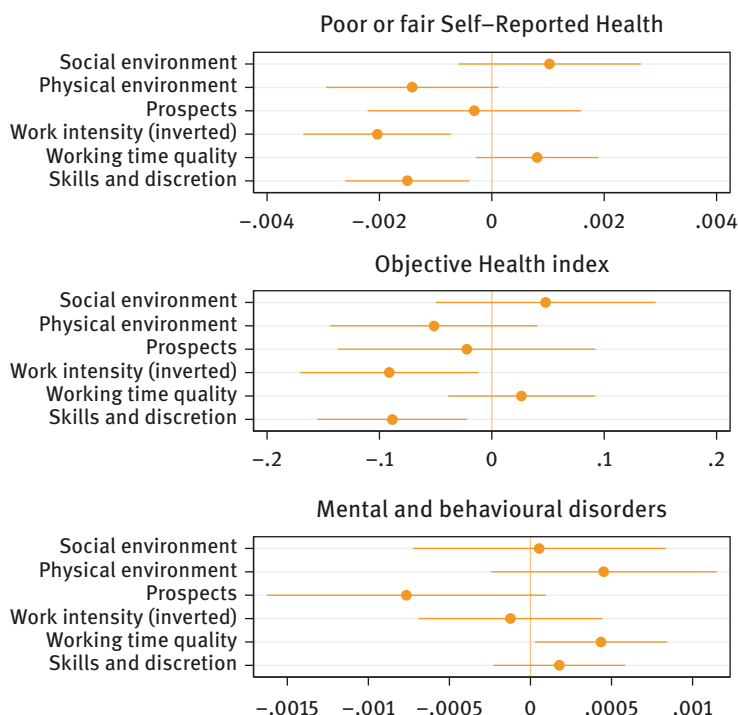 Poor or fair Self–Reported Health
Social environment
Physical environment
Prospects
Work intensity (inverted)
Working time quality
Skills and discretion
–.004 –.002 0 .002 .004
Objective Health index
Social environment
Physical environment
Prospects
Work intensity (inverted)
Working time quality
Skills and discretion
–.2 –.1 0 .1 .2
Mental and behavioural disorders
Social environment
Physical environment
Prospects
Work intensity (inverted)
Working time quality
Skills and discretion
–.0015 –.001 –.0005 0 .0005 .001